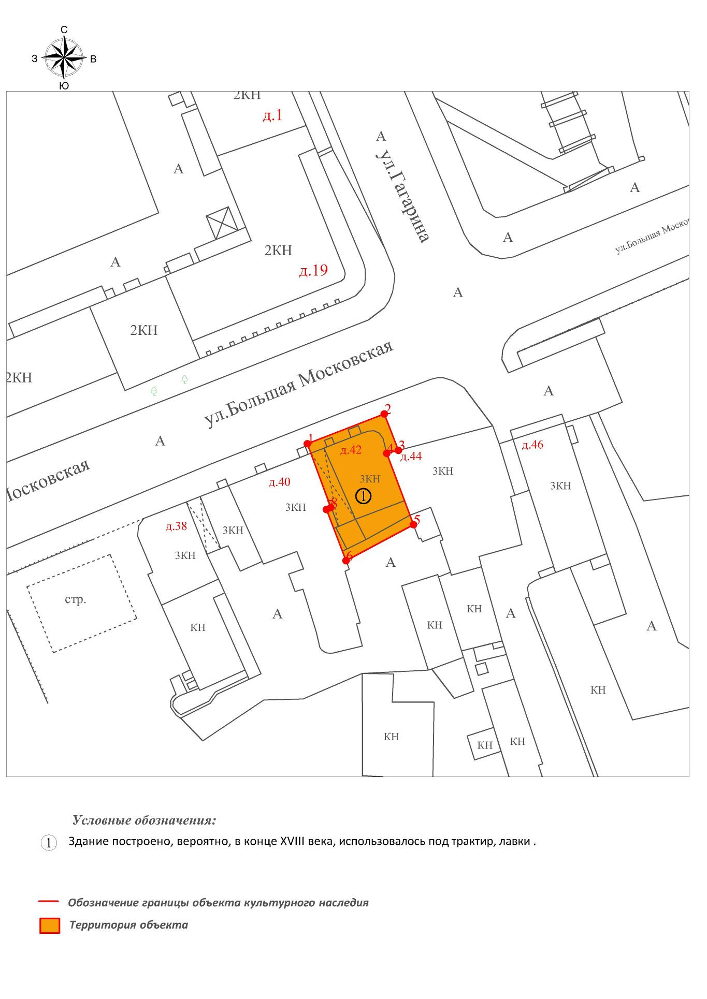 С
З В
Ю
2КН
д.1
А
А
ул.Гагарина
А
А
ул.Большая Москов
2КН
А
д.19
А
2КН
2КН
ул.Большая Московская
А
А
Московская
1
2
3
4
5
6
7
8
д.42
д.44
д.46
3КН
3КН
3КН
1
д.40
3КН
д.38
3КН
3КН
А
стр.
А
КН
КН
КН
А
А
КН
КН
КН
КН
Условные обозначения:
1 Здание построено, вероятно, в конце XVIII века, использовалось под трактир, лавки .
Обозначение границы объекта культурного наследия
Территория объекта